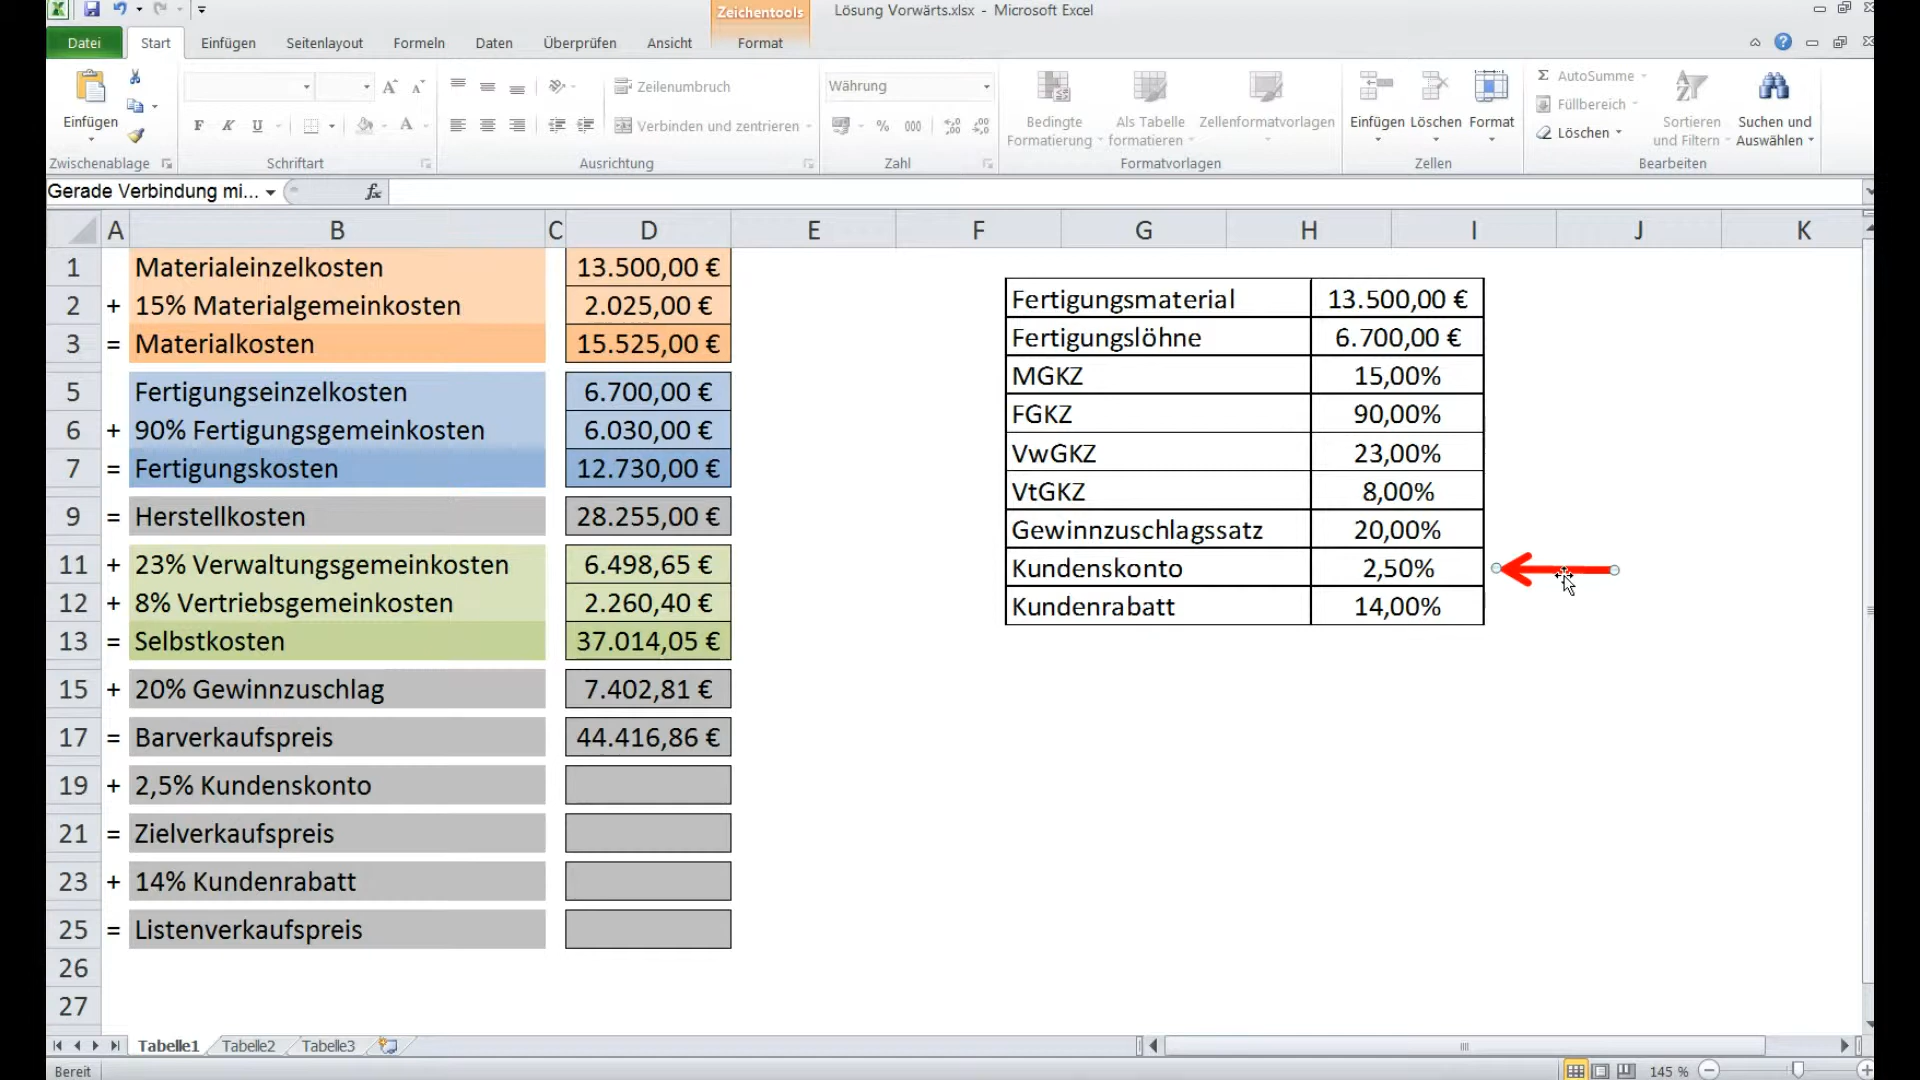 Zeichentools
Lösung Vorwärts.xlsx - Microsoft Excel
Datei Start Einfügen Seitenlayout Formeln Daten Überprüfen Ansicht Format
Zeilenumbruch
Währung
AutoSumme
Füllbereich
Löschen
Einfügen
F K U
Verbinden und zentrieren
% 000
Bedingte Formatierung
Als Tabelle formatieren
Zellenformatvorlagen
Einfügen Löschen Format
Sortieren und Filtern
Suchen und Auswählen
Zwischenablage Schriftart Ausrichtung Zahl Formatvorlagen Zellen Bearbeiten
Gerade Verbindung mi... fx
A B C D E F G H I J K
1 Materialeinzelkosten 13.500,00 €
2 + 15% Materialgemeinkosten 2.025,00 €
3 = Materialkosten 15.525,00 €
5 Fertigungseinzelkosten 6.700,00 €
6 + 90% Fertigungsgemeinkosten 6.030,00 €
7 = Fertigungskosten 12.730,00 €
9 = Herstellkosten 28.255,00 €
11 + 23% Verwaltungsgemeinkosten 6.498,65 €
12 + 8% Vertriebsgemeinkosten 2.260,40 €
13 = Selbstkosten 37.014,05 €
15 + 20% Gewinnzuschlag 7.402,81 €
17 = Barverkaufspreis 44.416,86 €
19 + 2,5% Kundenskonto
21 = Zielverkaufspreis
23 + 14% Kundenrabatt
25 = Listenverkaufspreis
26
27
Fertigungsmaterial 13.500,00 €
Fertigungslöhne 6.700,00 €
MGKZ 15,00%
FGKZ 90,00%
VwGKZ 23,00%
VtGKZ 8,00%
Gewinnzuschlagssatz 20,00%
Kundenskonto 2,50%
Kundenrabatt 14,00%
Tabelle1 Tabelle2 Tabelle3
Bereit 145 %